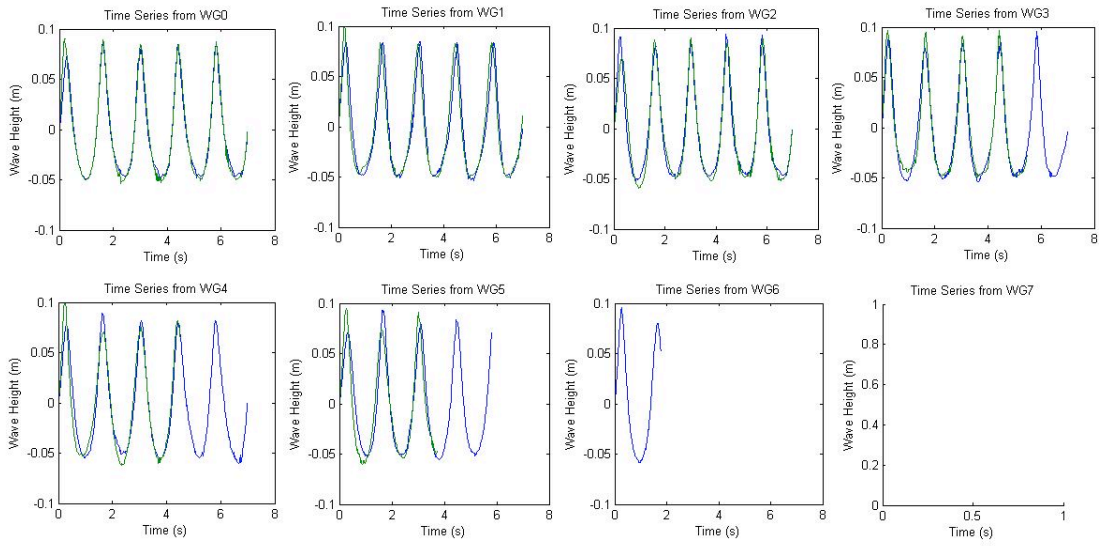 Time Series from WG0
Time Series from WG1
Time Series from WG2
Time Series from WG3
0.1
0.05
0
-0.05
-0.1
Wave Height (m)
0 2 4 6 8
Time (s)
0.1
0.05
0
-0.05
-0.1
Wave Height (m)
0 2 4 6 8
Time (s)
0.1
0.05
0
-0.05
-0.1
Wave Height (m)
0 2 4 6 8
Time (s)
0.1
0.05
0
-0.05
-0.1
Wave Height (m)
0 2 4 6 8
Time (s)
Time Series from WG4
Time Series from WG5
Time Series from WG6
Time Series from WG7
0.1
0.05
0
-0.05
-0.1
Wave Height (m)
0 2 4 6 8
Time (s)
0.1
0.05
0
-0.05
-0.1
Wave Height (m)
0 2 4 6 8
Time (s)
0.1
0.05
0
-0.05
-0.1
Wave Height (m)
0 2 4 6 8
Time (s)
1
0.8
0.6
0.4
0.2
0
Wave Height (m)
0 0.5 1
Time (s)